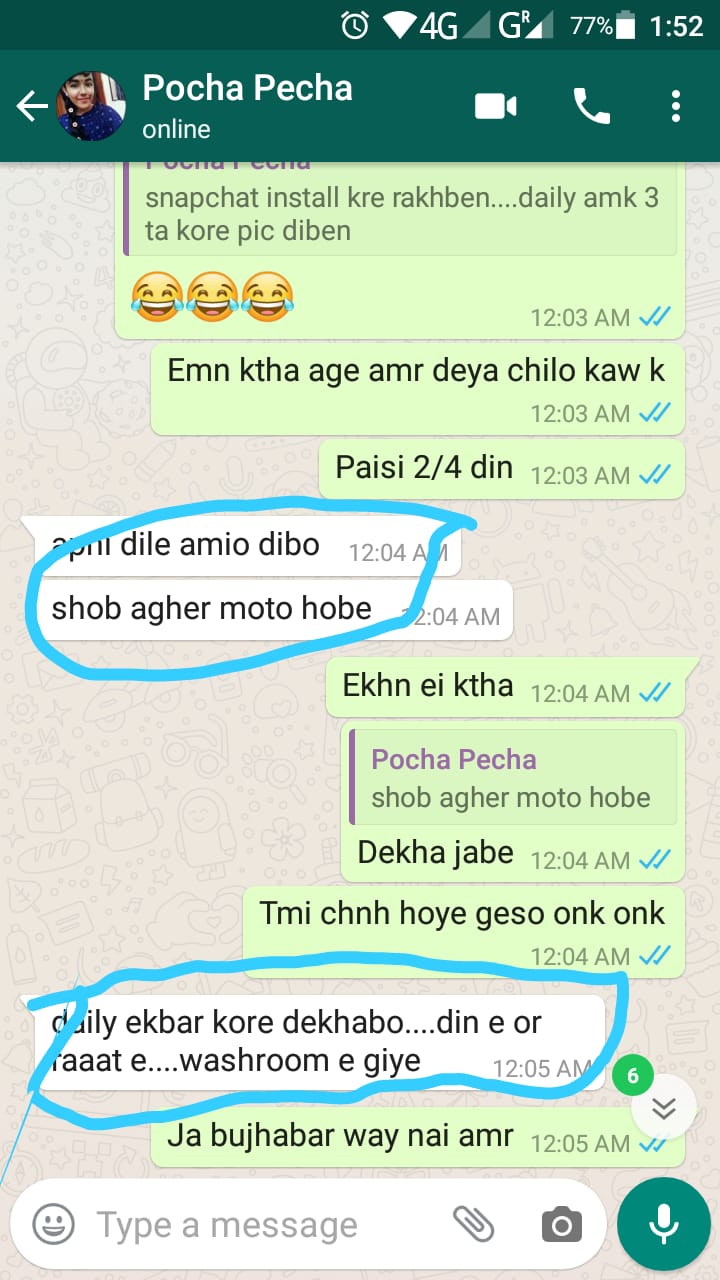 4G R G 77% 1:52
Pocha Pecha
online
Pocha Pecha
snapchat install kre rakhben....daily amk 3
ta kore pic diben
😂😂😂
12:03 AM
Emn ktha age amr deya chilo kaw k
12:03 AM
Paisi 2/4 din 12:03 AM
apni dile amio dibo 12:04 AM
shob agher moto hobe 12:04 AM
Ekhn ei ktha 12:04 AM
Pocha Pecha
shob agher moto hobe
Dekha jabe 12:04 AM
Tmi chnh hoye geso onk onk
12:04 AM
daily ekbar kore dekhabo....din e or
raaat e....washroom e giye 12:05 AM
6
Ja bujhabar way nai amr 12:05 AM
Type a message